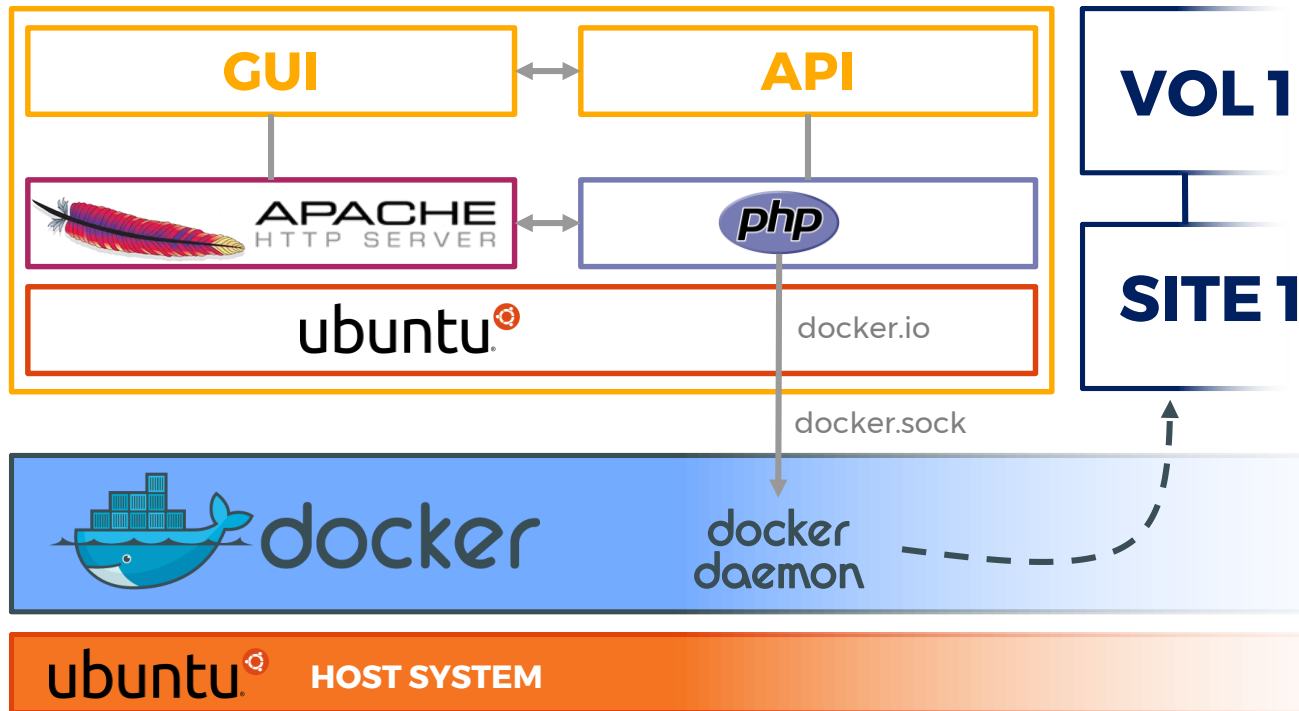 GUI
API
VOL 1
APACHE
HTTP SERVER
php
SITE 1
ubuntu
docker.io
docker.sock
docker
docker
daemon
ubuntu
HOST SYSTEM